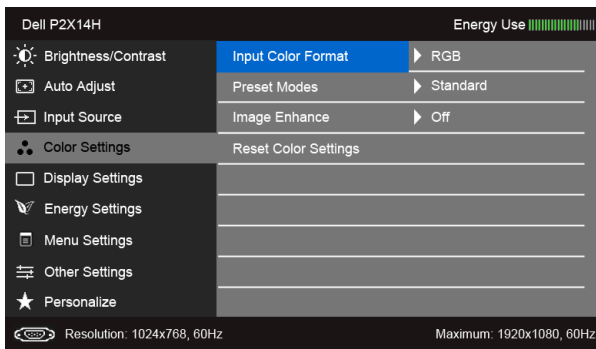 Dell P2X14H Energy Use
Brightness/Contrast Input Color Format RGB
Auto Adjust Preset Modes Standard
Input Source Image Enhance Off
Color Settings Reset Color Settings
Display Settings
Energy Settings
Menu Settings
Other Settings
Personalize
Resolution: 1024x768, 60Hz Maximum: 1920x1080, 60Hz